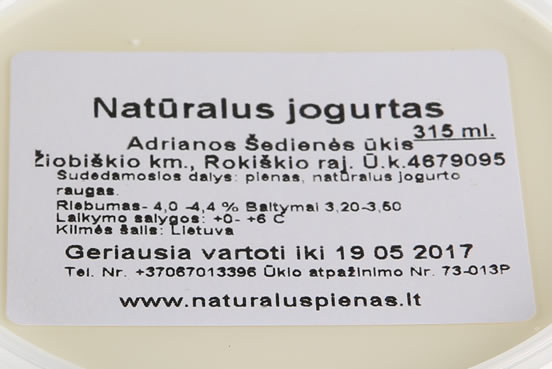 Natūralus jogurtas
315 ml.
Adrianos Šedienės ūkis
Žiobiškio km., Rokiškio raj. Ū.k.4679095
Sudedamosios dalys: pienas, natūralus jogurto
raugas.
Riebumas- 4,0 -4,4 % Baltymai 3,20-3,50
Laikymo sąlygos: +0- +6 C
Kilmės šalis: Lietuva
Geriausia vartoti iki 19 05 2017
Tel. Nr. +37067013396 Ūkio atpažinimo Nr. 73-013P
www.naturaluspienas.lt